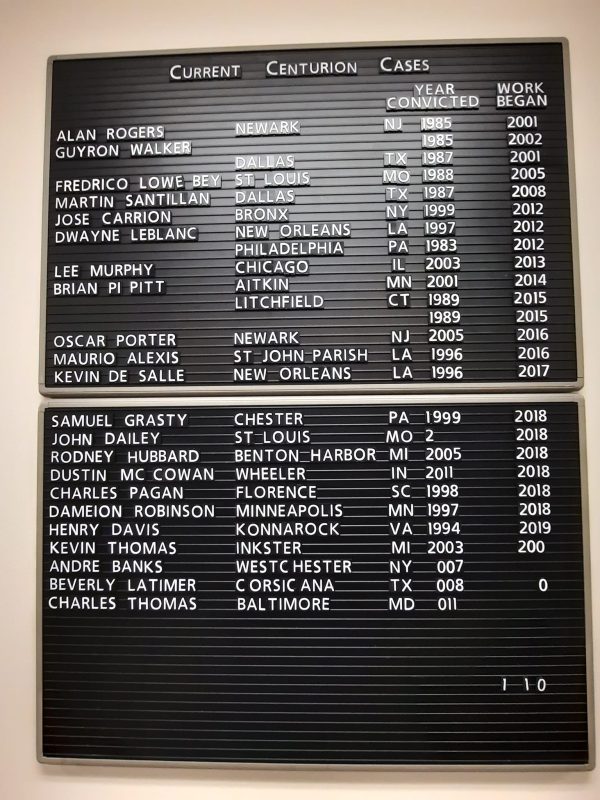 CURRENT CENTURION CASES
YEAR WORK
CONVICTED BEGAN
ALAN ROGERS NEWARK NJ 1985 2001
GUYRON WALKER 1985 2002
DALLAS TX 1987 2001
FREDRICO LOWE BEY ST LOUIS MO 1988 2005
MARTIN SANTILLAN DALLAS TX 1987 2008
JOSE CARRION BRONX NY 1999 2012
DWAYNE LEBLANC NEW ORLEANS LA 1997 2012
PHILADELPHIA PA 1983 2012
LEE MURPHY CHICAGO IL 2003 2013
BRIAN PI PITT AITKIN MN 2001 2014
LITCHFIELD CT 1989 2015
1989 2015
OSCAR PORTER NEWARK NJ 2005 2016
MAURIO ALEXIS ST JOHN PARISH LA 1996 2016
KEVIN DE SALLE NEW ORLEANS LA 1996 2017
SAMUEL GRASTY CHESTER PA 1999 2018
JOHN DAILEY ST LOUIS MO 2 2018
RODNEY HUBBARD BENTON HARBOR MI 2005 2018
DUSTIN MC COWAN WHEELER IN 2011 2018
CHARLES PAGAN FLORENCE SC 1998 2018
DAMEION ROBINSON MINNEAPOLIS MN 1997 2018
HENRY DAVIS KONNAROCK VA 1994 2019
KEVIN THOMAS INKSTER MI 2003 200
ANDRE BANKS WESTCHESTER NY 007
BEVERLY LATIMER CORSICANA TX 008 0
CHARLES THOMAS BALTIMORE MD 011
1 10